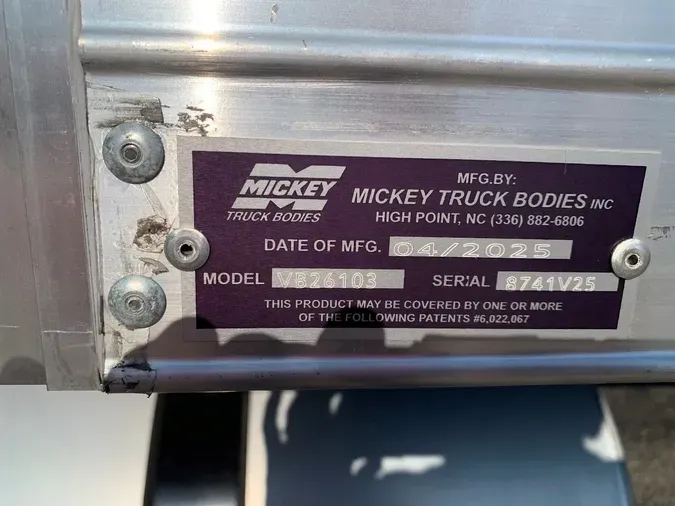 MICKEY
TRUCK BODIES
MFG.BY:
MICKEY TRUCK BODIES INC
HIGH POINT, NC (336) 882-6806
DATE OF MFG. 04/2025
MODEL VB26103 SERIAL 8741V25
THIS PRODUCT MAY BE COVERED BY ONE OR MORE
OF THE FOLLOWING PATENTS #6,022,067